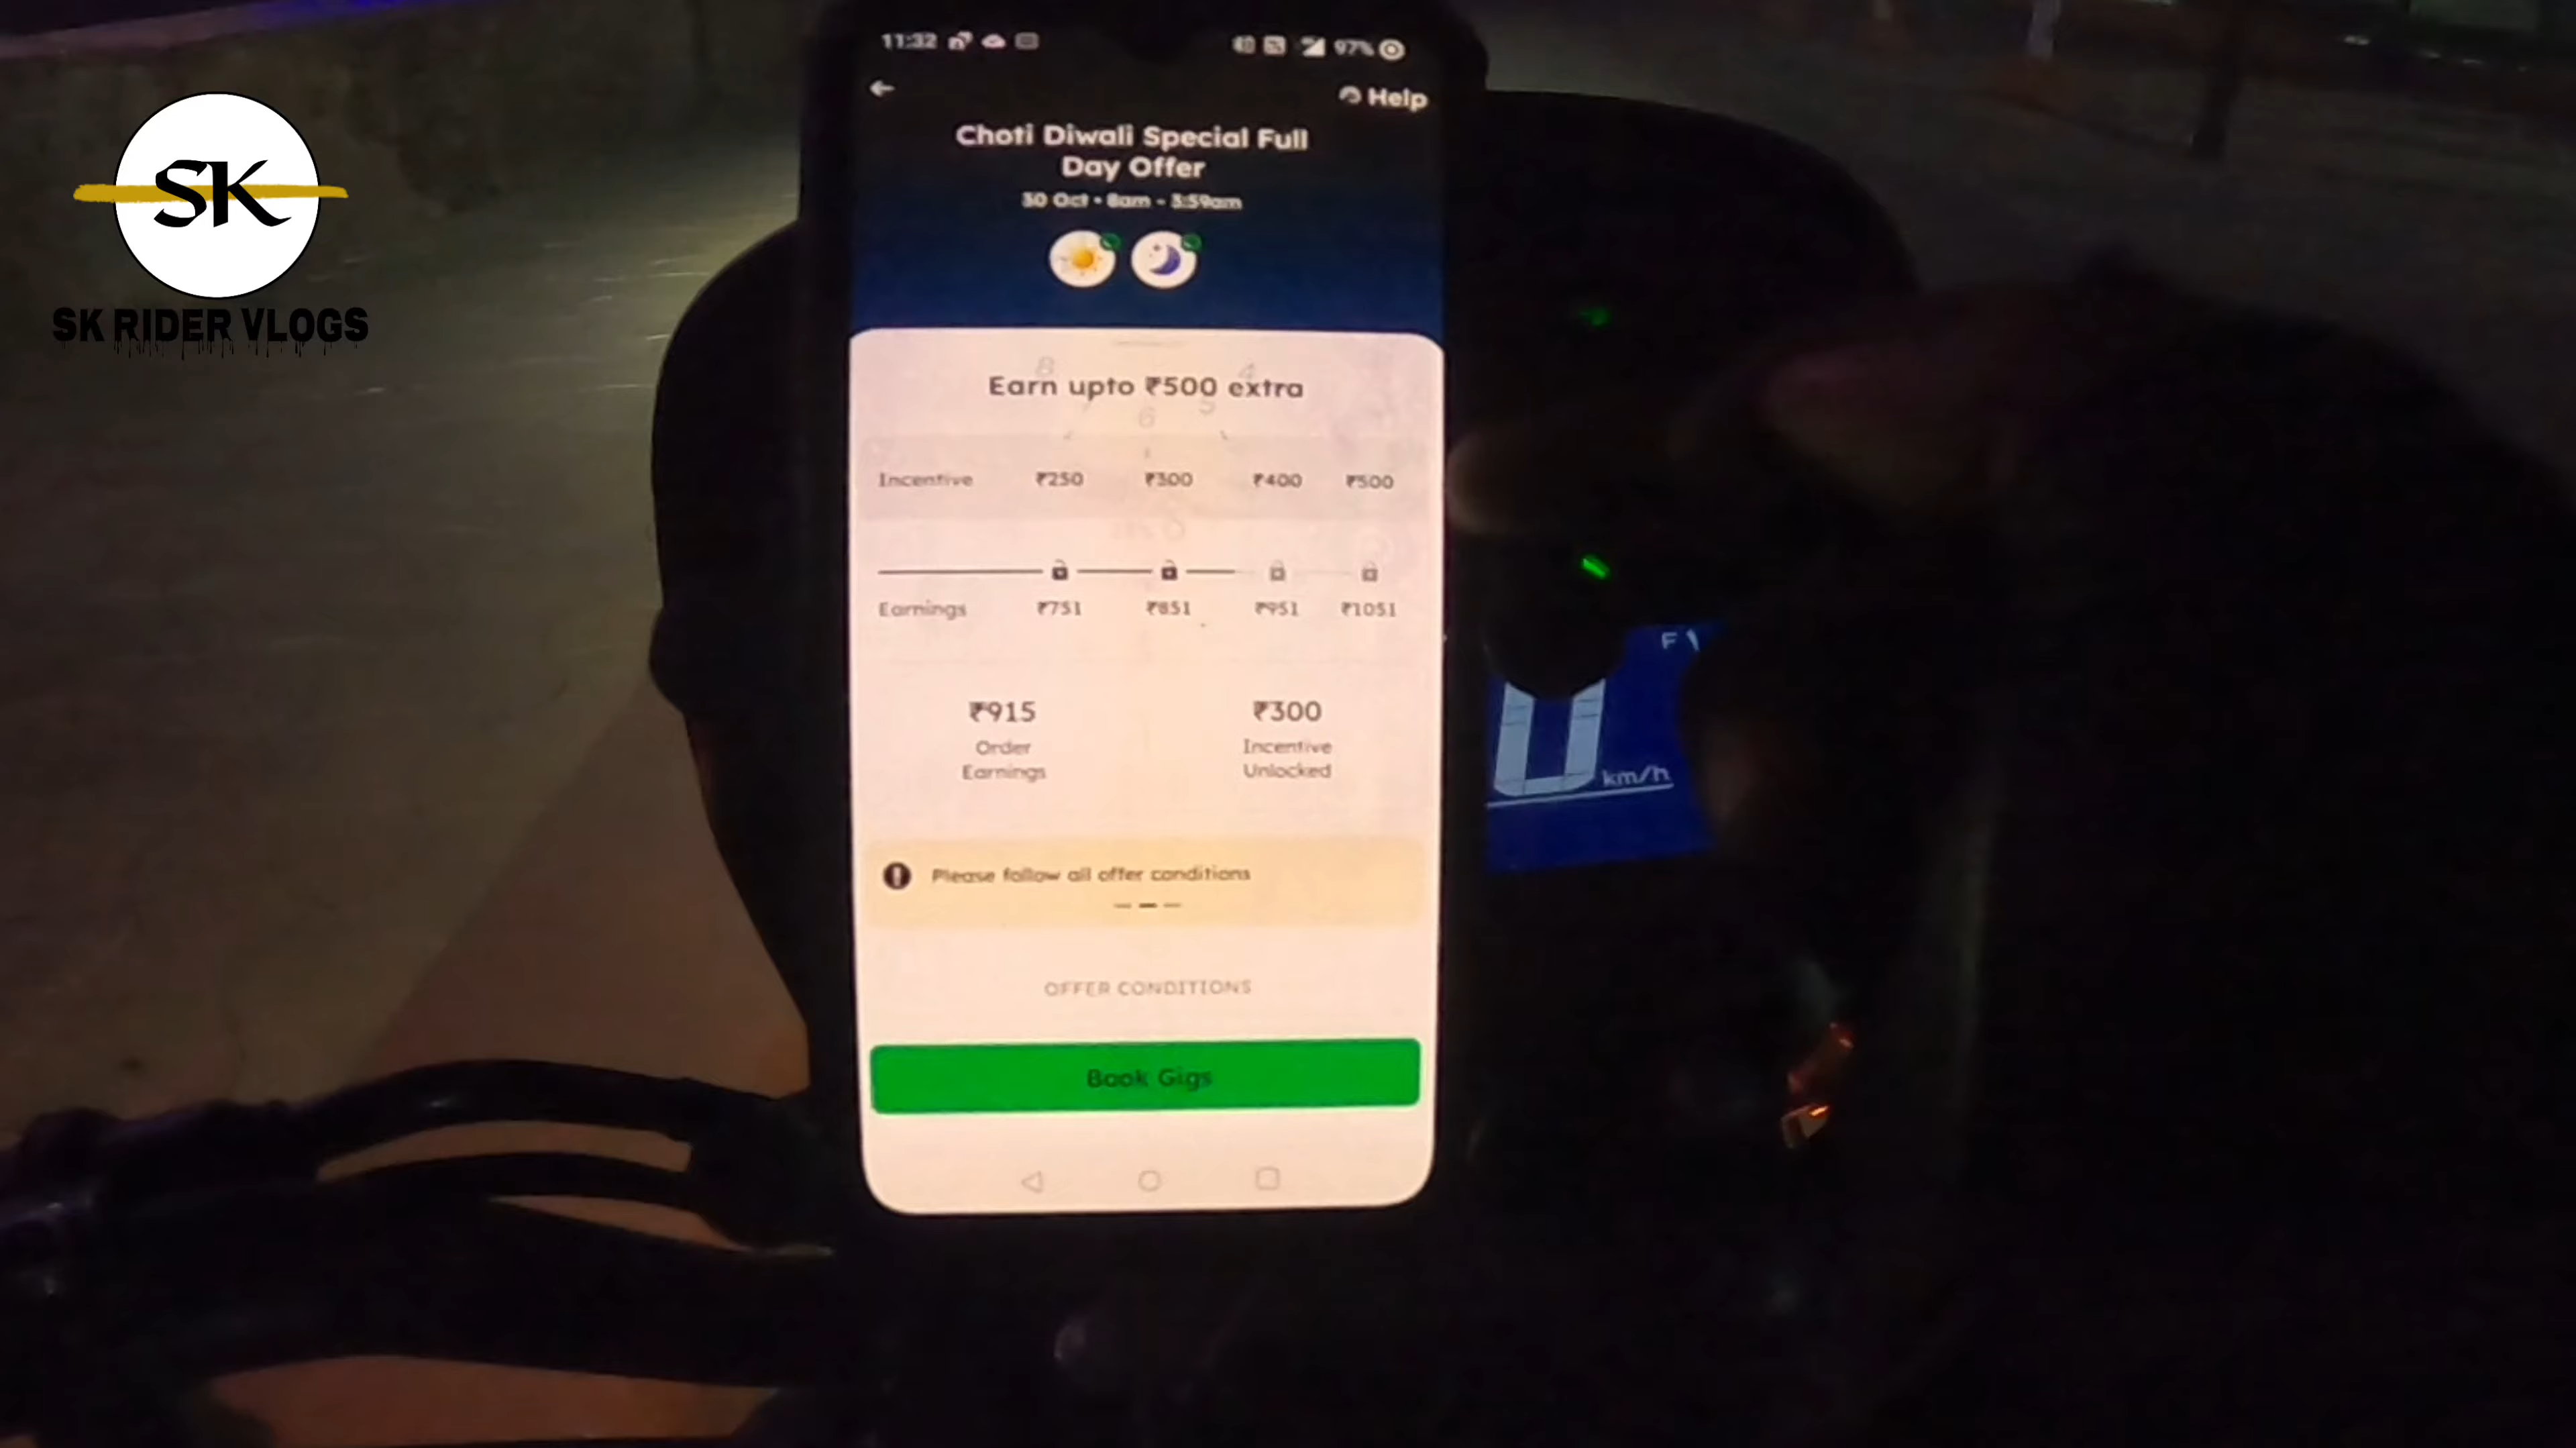 11:32
97%
Help
Choti Diwali Special Full
Day Offer
30 Oct • 8am - 3:59am
SK
SK RIDER VLOGS
Earn upto ₹500 extra
Incentive ₹250 ₹300 ₹400 ₹500
Earnings ₹751 ₹851 ₹951 ₹1051
₹915 ₹300
Order Incentive
Earnings Unlocked
Please follow all offer conditions
OFFER CONDITIONS
Book Gigs
F
0 km/h